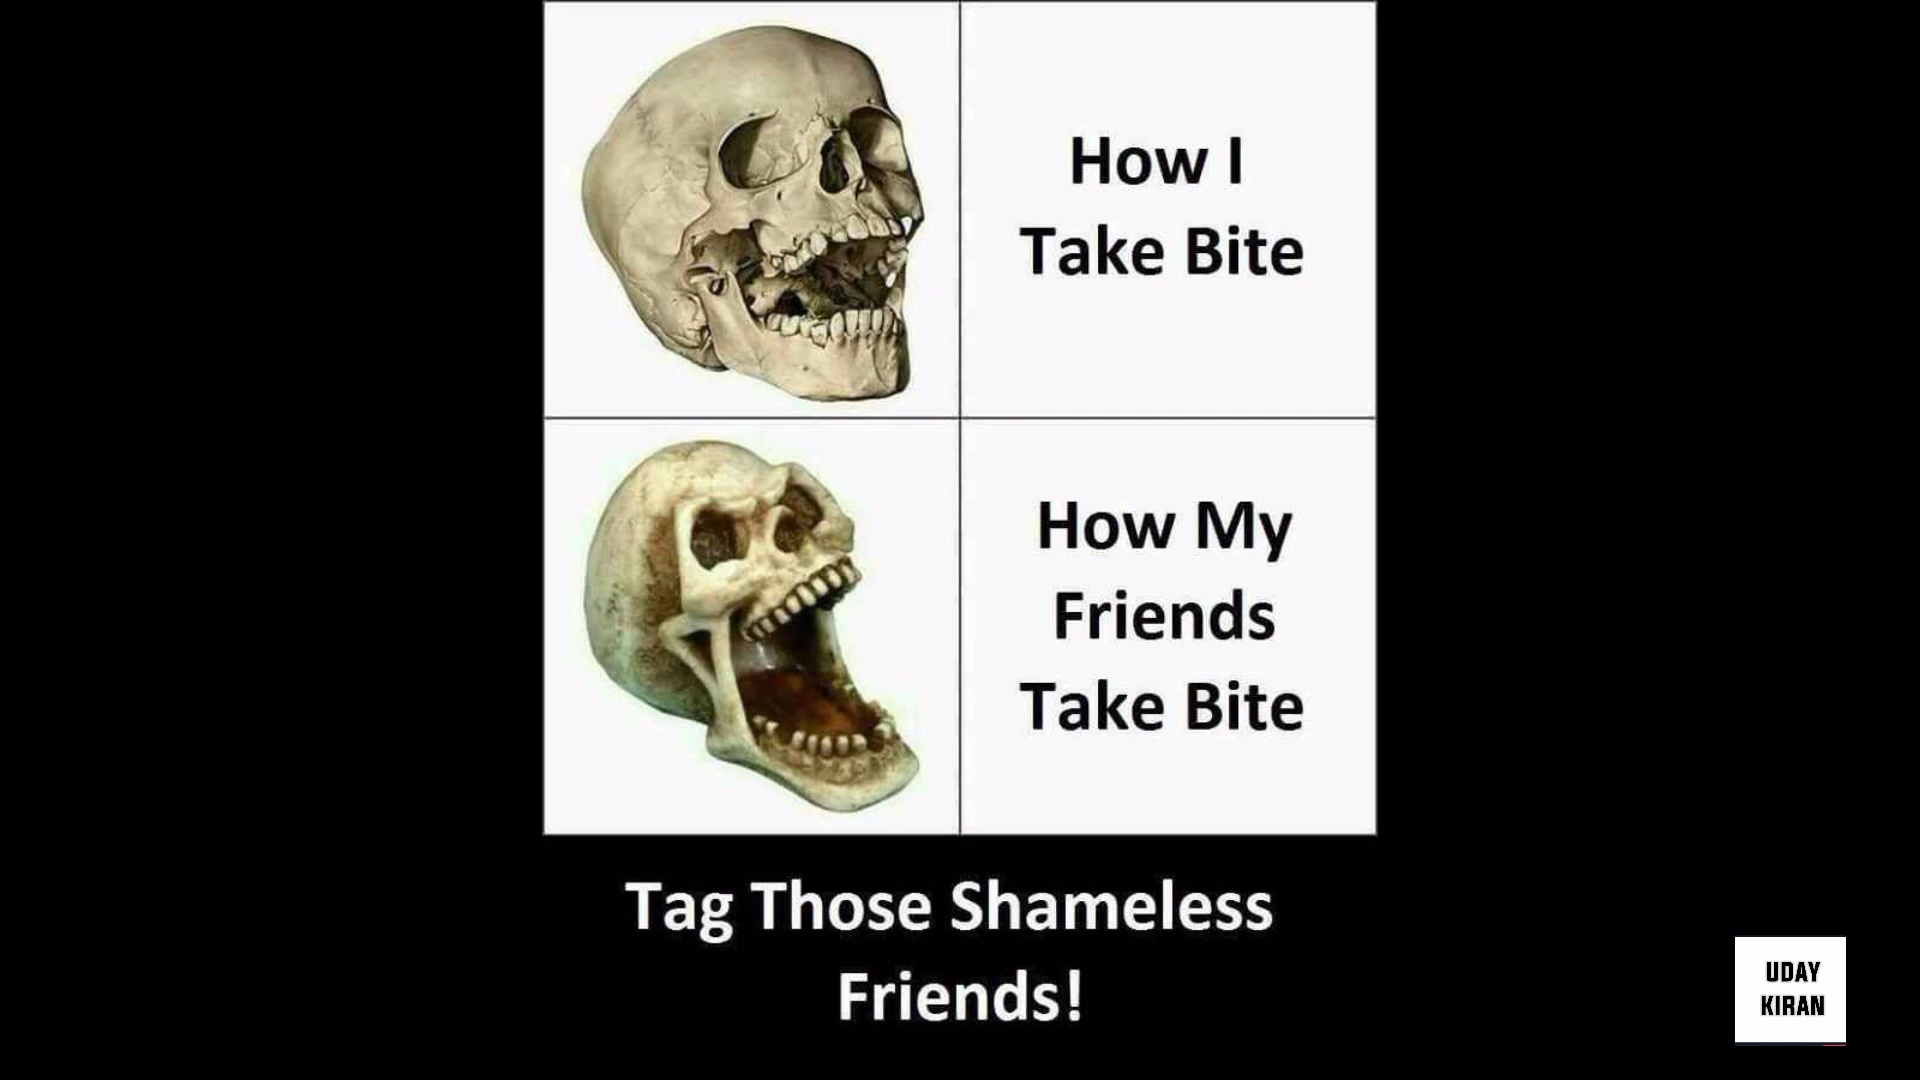 How I
Take Bite
How My
Friends
Take Bite
Tag Those Shameless
Friends!
UDAY
KIRAN